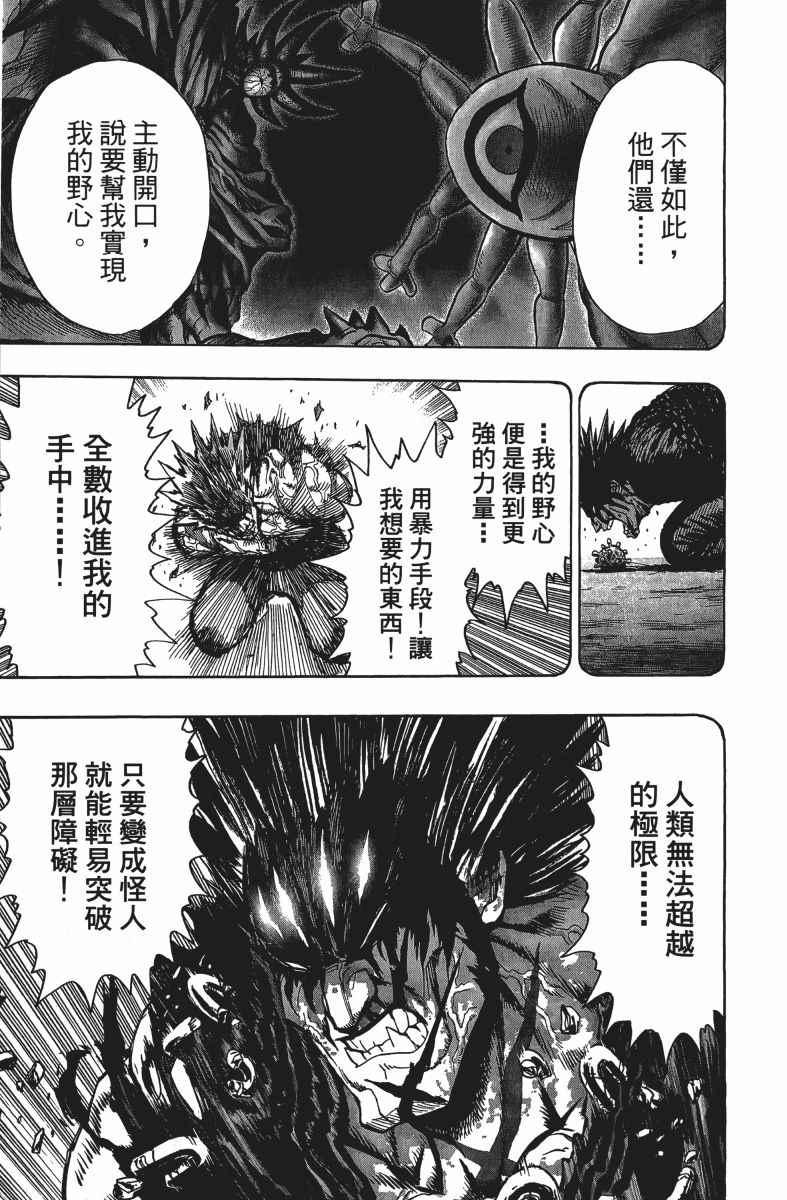 不僅如此，
他們還……
主動開口，
說要幫我實現
我的野心。
…我的野心
便是得到更
強的力量…
用暴力手段！讓
我想要的東西！
全數收進我的
手中……！
人類無法超越
的極限……
只要變成怪人
就能輕易突破
那層障礙！